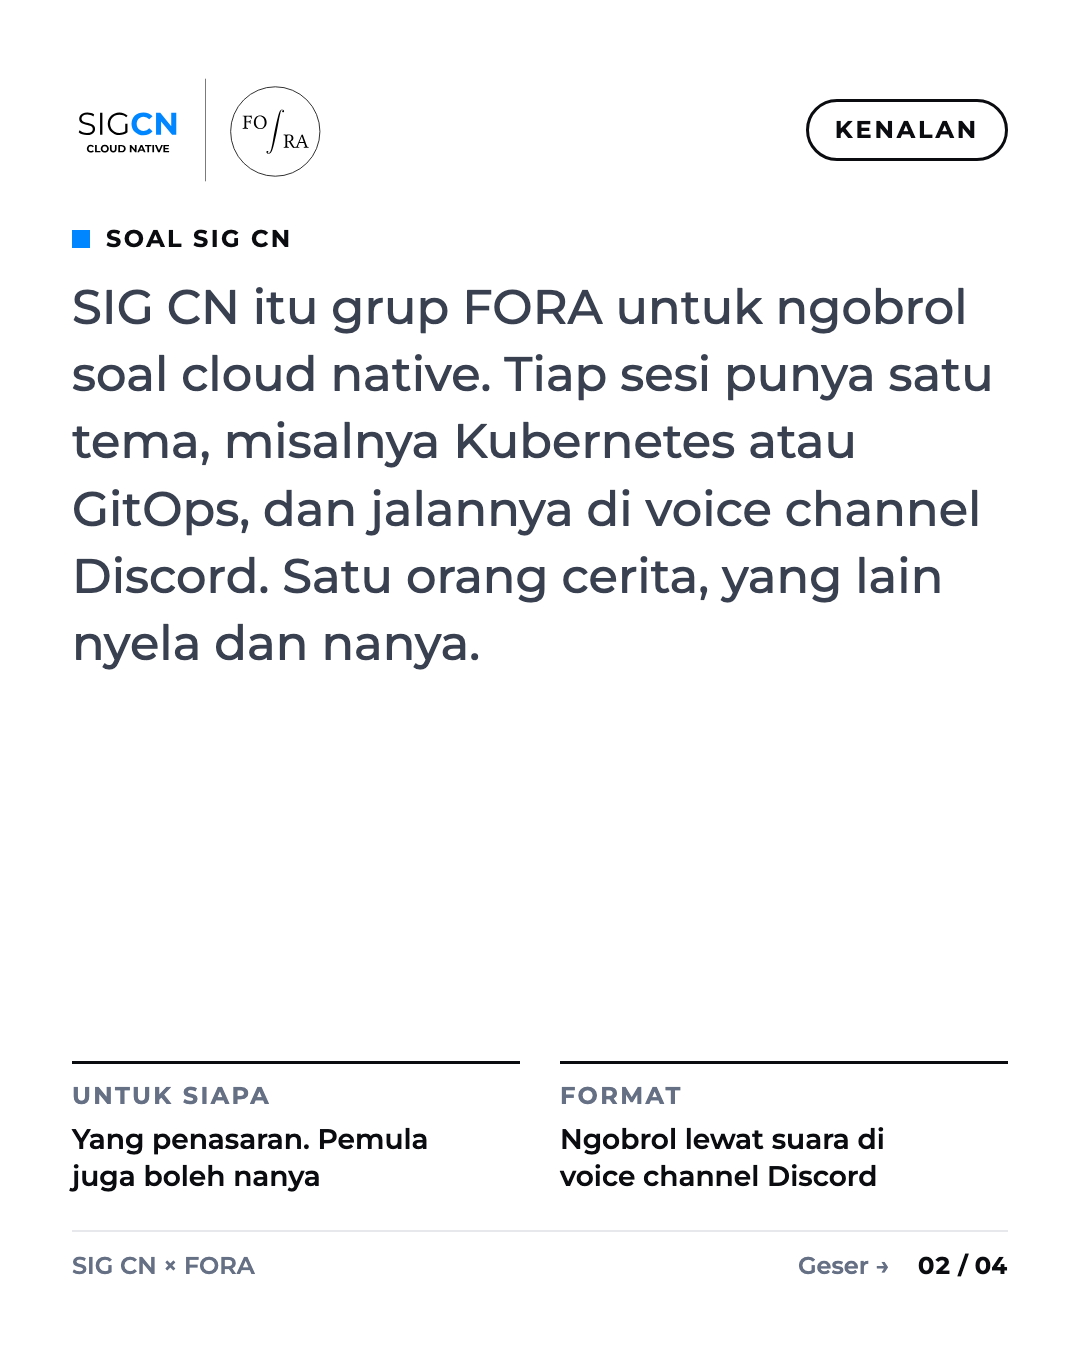 SIGCN
CLOUD NATIVE
FO
RA
KENALAN
SOAL SIG CN
SIG CN itu grup FORA untuk ngobrol
soal cloud native. Tiap sesi punya satu
tema, misalnya Kubernetes atau
GitOps, dan jalannya di voice channel
Discord. Satu orang cerita, yang lain
nyela dan nanya.
UNTUK SIAPA
Yang penasaran. Pemula
juga boleh nanya
FORMAT
Ngobrol lewat suara di
voice channel Discord
SIG CN × FORA
Geser → 02 / 04